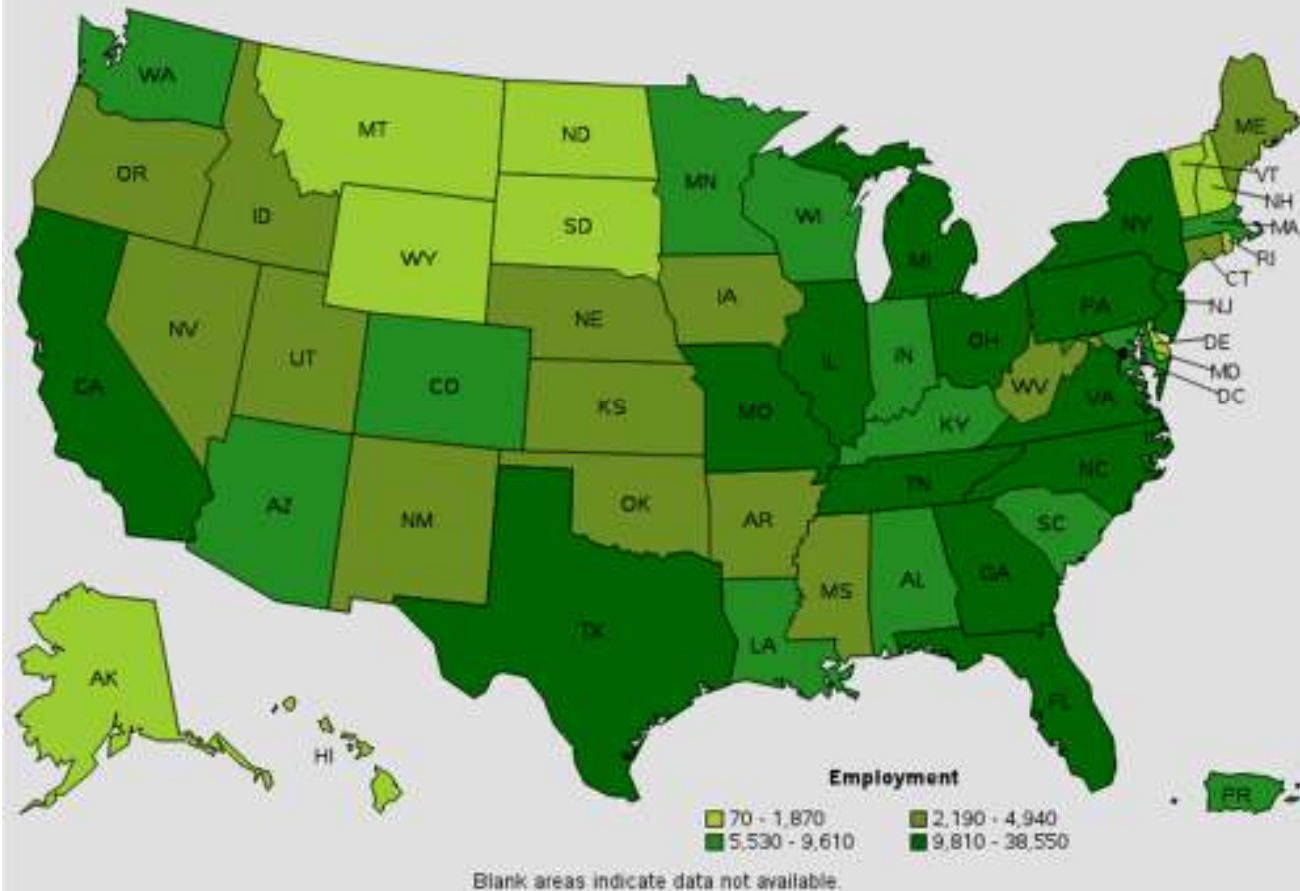 WA
MT
ND
ME
OR
MN
VT
ID
NH
WI
SD
NY
MA
WY
MI
RI
CT
IA
PA
NE
NJ
NV
OH
UT
IN
DE
IL
CO
MD
CA
WV
DC
KS
MO
VA
KY
NC
TN
AZ
OK
NM
AR
SC
AL
GA
MS
TX
LA
AK
FL
HI
Employment
PR
70 - 1,870
2,190 - 4,940
5,530 - 9,610
9,810 - 38,550
Blank areas indicate data not available.